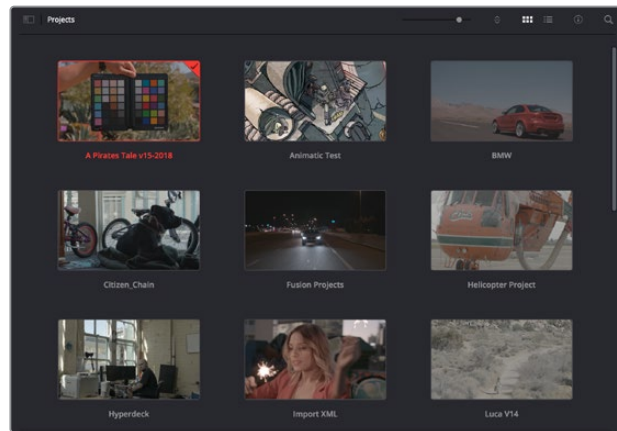 Projects
A Pirates Tale v15-2018
Animatic Test
BMW
Citizen_Chain
Fusion Projects
Helicopter Project
Hyperdeck
Import XML
Luca V14